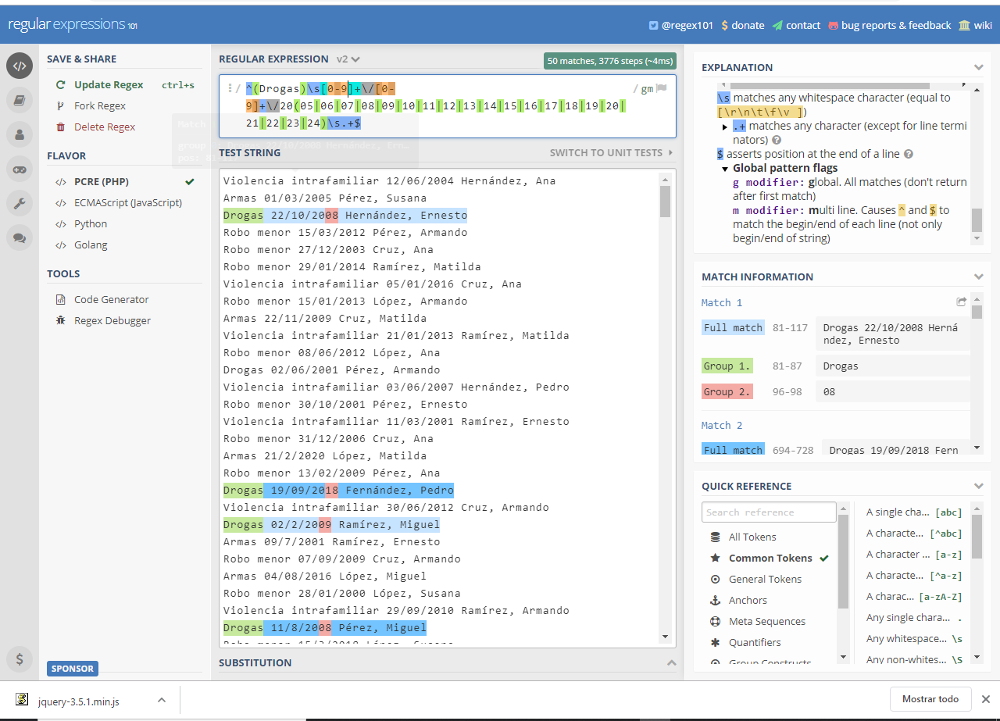 regular expressions 101
@regex101 $ donate contact bug reports & feedback wiki
SAVE & SHARE
Update Regex ctrl+s
Fork Regex
Delete Regex
FLAVOR
</> PCRE (PHP)
</> ECMAScript (JavaScript)
</> Python
</> Golang
TOOLS
Code Generator
Regex Debugger
$
SPONSOR
REGULAR EXPRESSION v2
50 matches, 3776 steps (~4ms)
/ ^(Drogas)\s[0-9]+\/[0-
9]+\/20(05|06|07|08|09|10|11|12|13|14|15|16|17|18|19|20|
21|22|23|24)\s.+$
/ gm
TEST STRING
SWITCH TO UNIT TESTS
Violencia intrafamiliar 12/06/2004 Hernández, Ana
Armas 01/03/2005 Pérez, Susana
Drogas 22/10/2008 Hernández, Ernesto
Robo menor 15/03/2012 Pérez, Armando
Robo menor 27/12/2003 Cruz, Ana
Robo menor 29/01/2014 Ramírez, Matilda
Violencia intrafamiliar 05/01/2016 Cruz, Ana
Robo menor 15/01/2013 López, Armando
Armas 22/11/2009 Cruz, Matilda
Violencia intrafamiliar 21/01/2013 Ramírez, Matilda
Robo menor 08/06/2012 López, Ana
Drogas 02/06/2001 Pérez, Armando
Violencia intrafamiliar 03/06/2007 Hernández, Pedro
Robo menor 30/10/2001 Pérez, Ernesto
Violencia intrafamiliar 11/03/2001 Ramírez, Ernesto
Robo menor 31/12/2006 Cruz, Ana
Armas 21/2/2020 López, Matilda
Robo menor 13/02/2009 Pérez, Ana
Drogas 19/09/2018 Fernández, Pedro
Violencia intrafamiliar 30/06/2012 Cruz, Armando
Drogas 02/2/2009 Ramírez, Miguel
Armas 09/7/2001 Ramírez, Ernesto
Robo menor 07/09/2009 Cruz, Armando
Armas 04/08/2016 López, Miguel
Robo menor 28/01/2000 López, Susana
Violencia intrafamiliar 29/09/2010 Ramírez, Armando
Drogas 11/8/2008 Pérez, Miguel
SUBSTITUTION
EXPLANATION
\s matches any whitespace character (equal to
[\r\n\t\f\v ])
.+ matches any character (except for line termi
nators)
$ asserts position at the end of a line
Global pattern flags
g modifier: global. All matches (don't return
after first match)
m modifier: multi line. Causes ^ and $ to
match the begin/end of each line (not only
begin/end of string)
MATCH INFORMATION
Match 1
Full match 81-117 Drogas 22/10/2008 Herná
ndez, Ernesto
Group 1. 81-87 Drogas
Group 2. 96-98 08
Match 2
Full match 694-728 Drogas 19/09/2018 Fern
QUICK REFERENCE
Search reference
All Tokens
Common Tokens
General Tokens
Anchors
Meta Sequences
Quantifiers
Group Constructs
A single cha... [abc]
A characte... [^abc]
A character ... [a-z]
A characte... [^a-z]
A charac... [a-zA-Z]
Any single chara... .
Any whitespace... \s
Any non-whites... \S
jquery-3.5.1.min.js
Mostrar todo